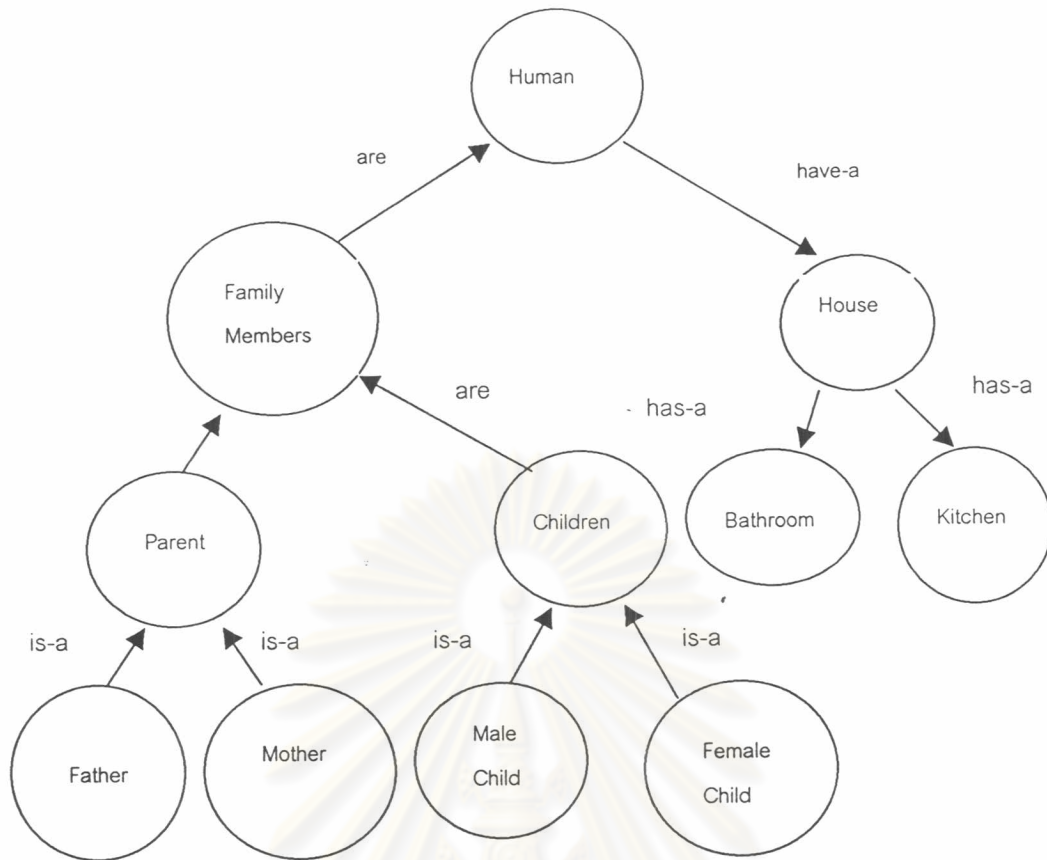 Human
are
have-a
Family
Members
House
are
has-a
has-a
Parent
Children
Bathroom
Kitchen
is-a
is-a
is-a
is-a
Father
Mother
Male
Child
Female
Child